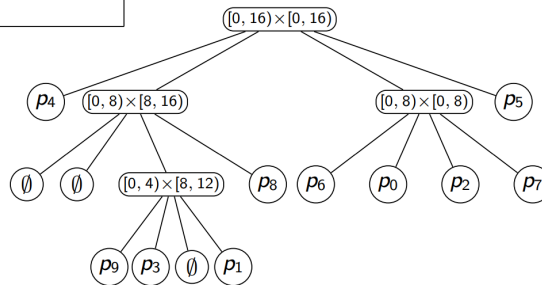 [0, 16)×[0, 16)
p4 [0, 8)×[8, 16) [0, 8)×[0, 8) p5
∅ ∅ [0, 4)×[8, 12) p8 p6 p0 p2 p7
p9 p3 ∅ p1